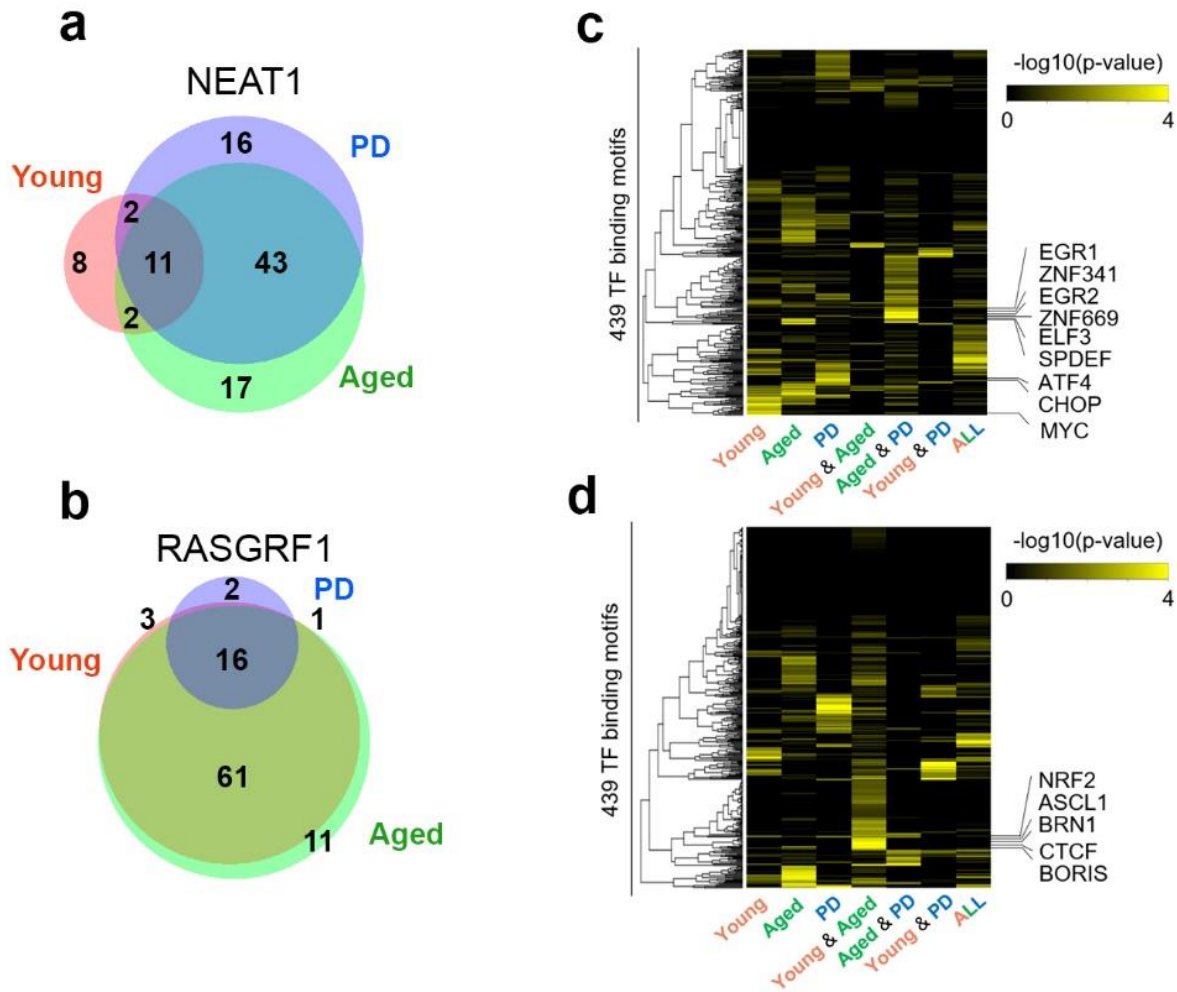 a
NEAT1
16
PD
Young
2
8
11
43
2
Aged
17
b
RASGRF1
2
PD
3
1
Young
16
61
11
Aged
c
-log10(p-value)
0
4
439 TF binding motifs
EGR1
ZNF341
EGR2
ZNF669
ELF3
SPDEF
ATF4
CHOP
MYC
Young
Aged
PD
Young & Aged
Aged & PD
Young & PD
ALL
d
-log10(p-value)
0
4
439 TF binding motifs
NRF2
ASCL1
BRN1
CTCF
BORIS
Young
Aged
PD
Young & Aged
Aged & PD
Young & PD
ALL